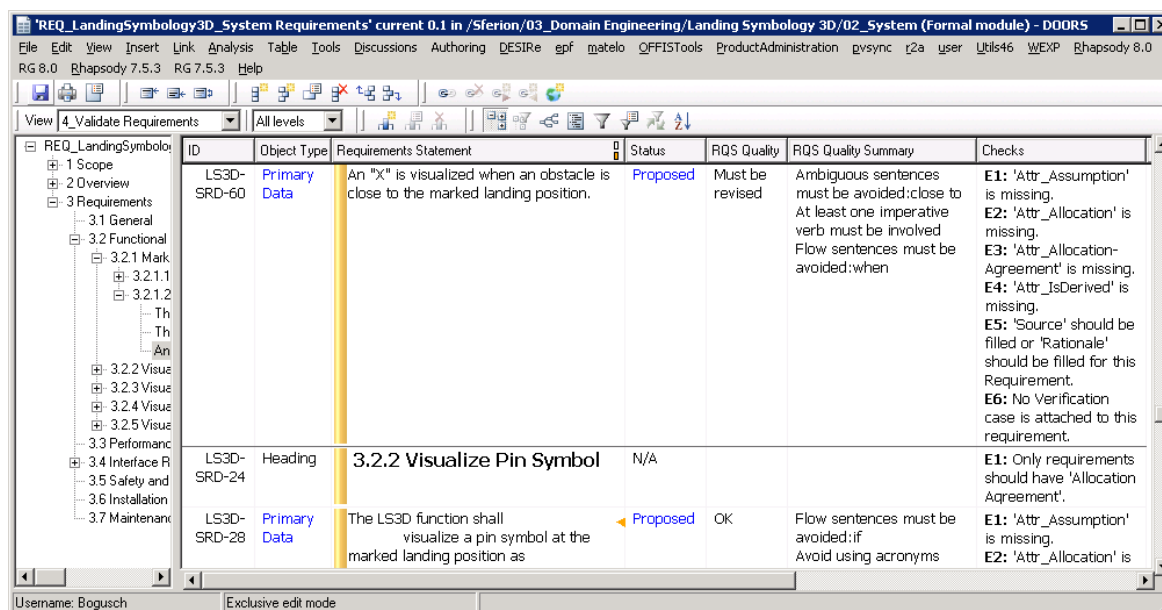 'REQ_LandingSymbology3D_System Requirements' current 0.1 in /Sferion/03_Domain Engineering/Landing Symbology 3D/02_System (Formal module) - DOORS
File Edit View Insert Link Analysis Table Tools Discussions Authoring DESIRe epf matelo OFFISTools ProductAdministration pvsync r2a user Utils46 WEXP Rhapsody 8.0
RG 8.0 Rhapsody 7.5.3 RG 7.5.3 Help
View 4_Validate Requirements All levels
REQ_LandingSymbolo
1 Scope
2 Overview
3 Requirements
3.1 General
3.2 Functional
3.2.1 Mark
3.2.1.1
3.2.1.2
Th
Th
An
3.2.2 Visua
3.2.3 Visua
3.2.4 Visua
3.2.5 Visua
3.3 Performanc
3.4 Interface R
3.5 Safety and
3.6 Installation
3.7 Maintenanc
ID Object Type Requirements Statement Status RQS Quality RQS Quality Summary Checks
LS3D-
SRD-60
Primary
Data
An "X" is visualized when an obstacle is
close to the marked landing position.
Proposed
Must be
revised
Ambiguous sentences
must be avoided:close to
At least one imperative
verb must be involved
Flow sentences must be
avoided:when
E1: 'Attr_Assumption'
is missing.
E2: 'Attr_Allocation' is
missing.
E3: 'Attr_Allocation-
Agreement' is missing.
E4: 'Attr_IsDerived' is
missing.
E5: 'Source' should be
filled or 'Rationale'
should be filled for this
Requirement.
E6: No Verification
case is attached to this
requirement.
LS3D-
SRD-24
Heading
3.2.2 Visualize Pin Symbol
N/A
E1: Only requirements
should have 'Allocation
Agreement'.
LS3D-
SRD-28
Primary
Data
The LS3D function shall
visualize a pin symbol at the
marked landing position as
Proposed
OK
Flow sentences must be
avoided:if
Avoid using acronyms
E1: 'Attr_Assumption'
is missing.
E2: 'Attr_Allocation' is
Username: Bogusch Exclusive edit mode